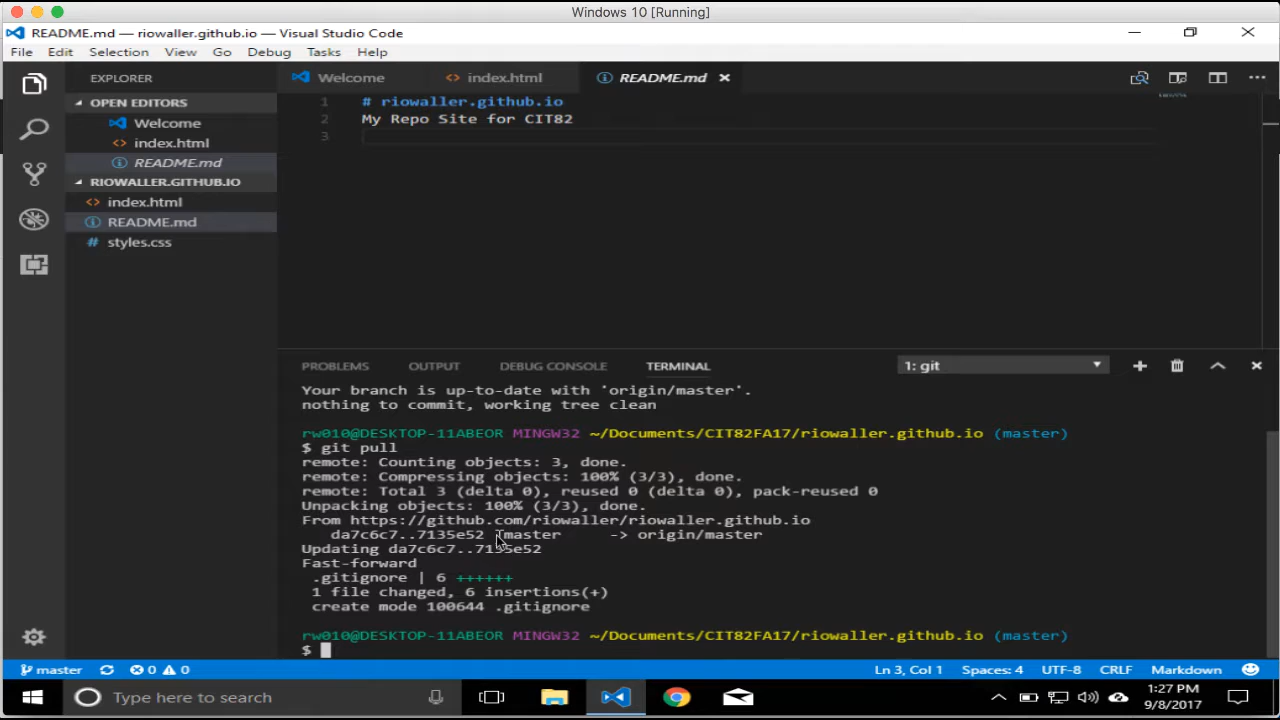 Windows 10 [Running]
README.md — riowaller.github.io — Visual Studio Code
File Edit Selection View Go Debug Tasks Help
EXPLORER
OPEN EDITORS
Welcome
<> index.html
README.md
RIOWALLER.GITHUB.IO
<> index.html
README.md
# styles.css
Welcome <> index.html README.md
1 # riowaller.github.io
2 My Repo Site for CIT82
3
PROBLEMS OUTPUT DEBUG CONSOLE TERMINAL 1: git
Your branch is up-to-date with 'origin/master'.
nothing to commit, working tree clean
rw010@DESKTOP-11ABEOR MINGW32 ~/Documents/CIT82FA17/riowaller.github.io (master)
$ git pull
remote: Counting objects: 3, done.
remote: Compressing objects: 100% (3/3), done.
remote: Total 3 (delta 0), reused 0 (delta 0), pack-reused 0
Unpacking objects: 100% (3/3), done.
From https://github.com/riowaller/riowaller.github.io
da7c6c7..7135e52 master -> origin/master
Updating da7c6c7..7135e52
Fast-forward
.gitignore | 6 ++++++
1 file changed, 6 insertions(+)
create mode 100644 .gitignore
rw010@DESKTOP-11ABEOR MINGW32 ~/Documents/CIT82FA17/riowaller.github.io (master)
$
master 0 0 Ln 3, Col 1 Spaces: 4 UTF-8 CRLF Markdown
Type here to search
1:27 PM
9/8/2017